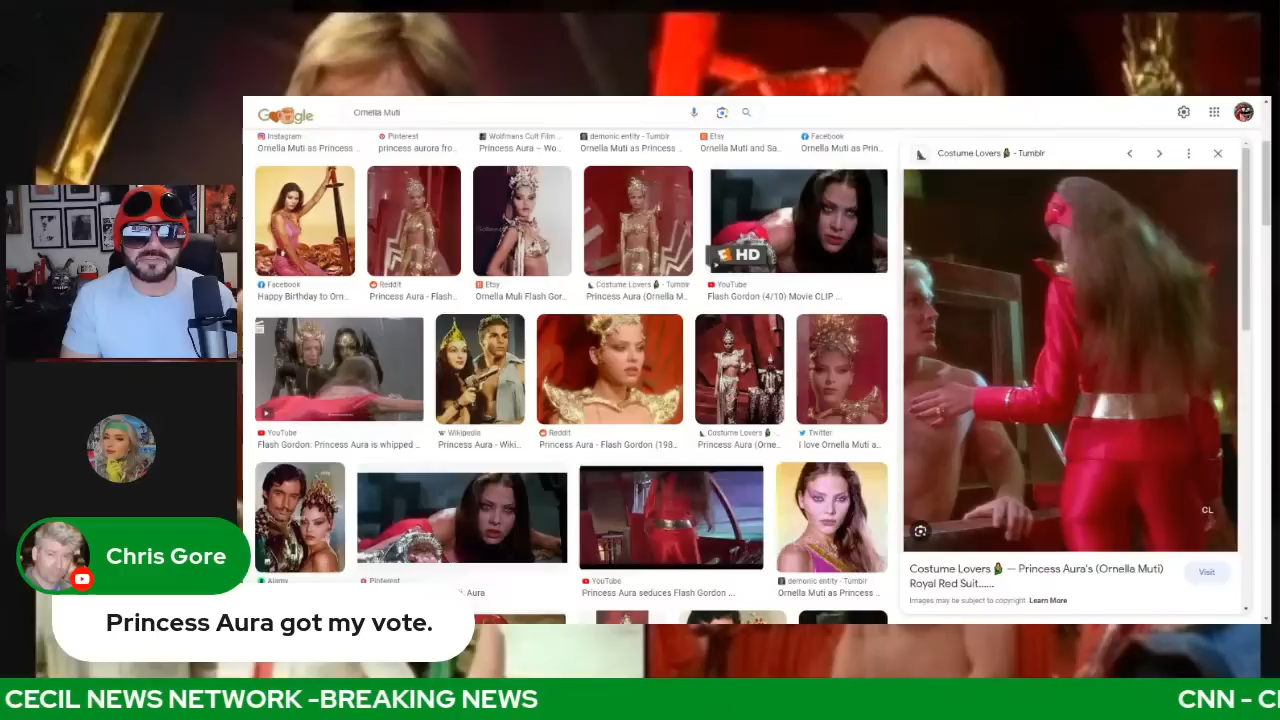 Google
Ornella Muti
Instagram
Pinterest
Wolfmans Cult Film ...
demonic entity - Tumblr
Etsy
Facebook
Ornella Muti as Princess ...
princess aurora fro...
Princess Aura – Wo...
Ornella Muti as Princess ...
Ornella Muti and Sa...
Ornella Muti as Prin...
Costume Lovers - Tumblr
HD
Facebook
Reddit
Etsy
Costume Lovers - Tumblr
YouTube
Happy Birthday to Orn...
Princess Aura - Flash...
Ornella Muti Flash Gor...
Princess Aura (Ornella M...
Flash Gordon (4/10) Movie CLIP ...
YouTube
Wikipedia
Reddit
Costume Lovers -...
Twitter
Flash Gordon: Princess Aura is whipped ...
Princess Aura - Wiki...
Princess Aura - Flash Gordon (198...
Princess Aura (Orne...
I love Ornella Muti a...
CL
Costume Lovers — Princess Aura's (Ornella Muti)
Royal Red Suit......
Visit
Images may be subject to copyright. Learn More
Alamy
Pinterest
YouTube
demonic entity - Tumblr
Aura
Princess Aura seduces Flash Gordon ...
Ornella Muti as Princess ...
Chris Gore
Princess Aura got my vote.
CECIL NEWS NETWORK -BREAKING NEWS
CNN -